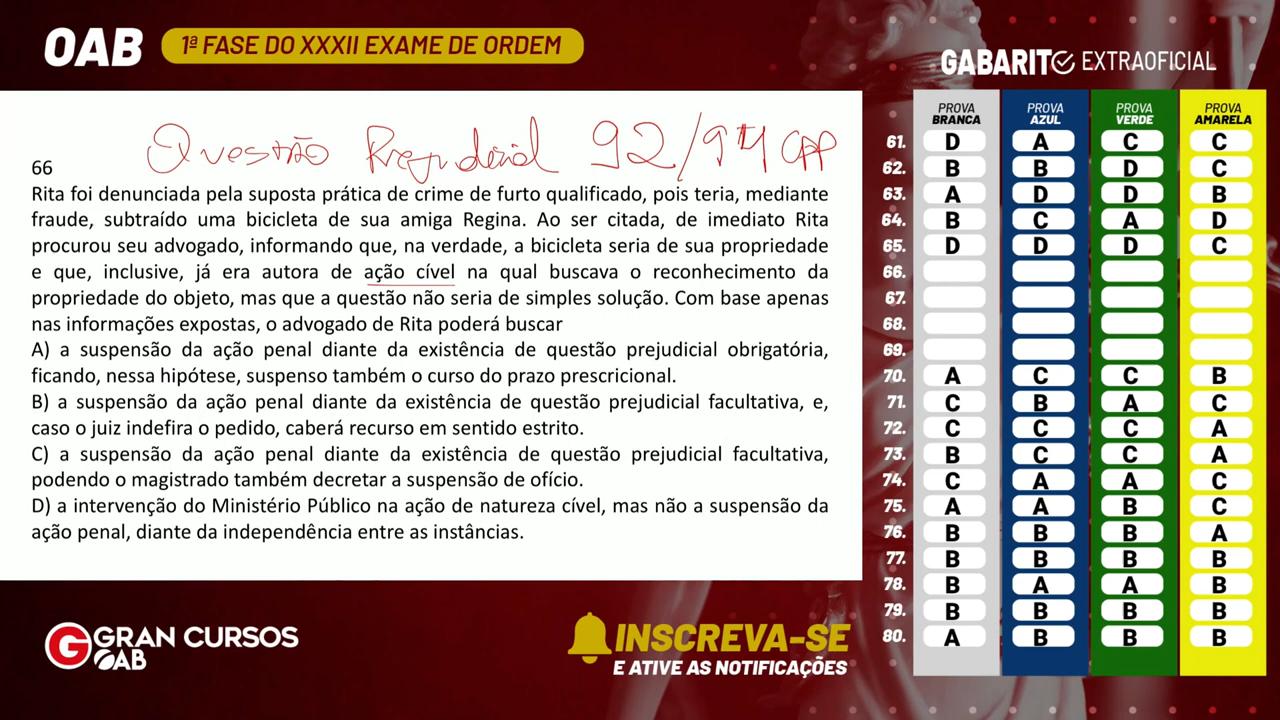 OAB
1ª FASE DO XXXII EXAME DE ORDEM
GABARITO EXTRAOFICIAL
Questão Prejudicial 92/94 CPP
66
Rita foi denunciada pela suposta prática de crime de furto qualificado, pois teria, mediante
fraude, subtraído uma bicicleta de sua amiga Regina. Ao ser citada, de imediato Rita
procurou seu advogado, informando que, na verdade, a bicicleta seria de sua propriedade
e que, inclusive, já era autora de ação cível na qual buscava o reconhecimento da
propriedade do objeto, mas que a questão não seria de simples solução. Com base apenas
nas informações expostas, o advogado de Rita poderá buscar
A) a suspensão da ação penal diante da existência de questão prejudicial obrigatória,
ficando, nessa hipótese, suspenso também o curso do prazo prescricional.
B) a suspensão da ação penal diante da existência de questão prejudicial facultativa, e,
caso o juiz indefira o pedido, caberá recurso em sentido estrito.
C) a suspensão da ação penal diante da existência de questão prejudicial facultativa,
podendo o magistrado também decretar a suspensão de ofício.
D) a intervenção do Ministério Público na ação de natureza cível, mas não a suspensão da
ação penal, diante da independência entre as instâncias.
PROVA BRANCA PROVA AZUL PROVA VERDE PROVA AMARELA
61. D A C C
62. B B D C
63. A D D B
64. B C A D
65. D D D C
66.
67.
68.
69.
70. A C C B
71. C B A C
72. C C C A
73. B C C A
74. C A A C
75. A A B C
76. B B B A
77. B B B B
78. B A A B
79. B B B B
80. A B B B
G GRAN CURSOS
OAB
INSCREVA-SE
E ATIVE AS NOTIFICAÇÕES